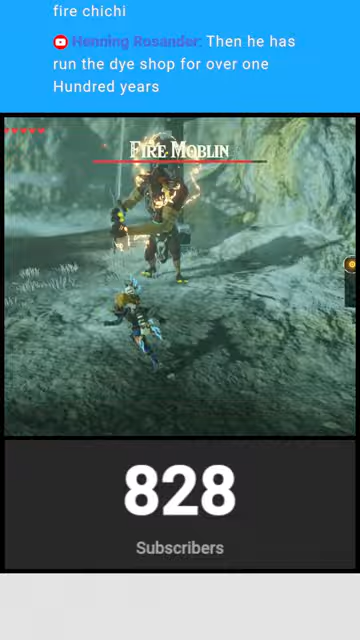 fire chichi
Henning Rosander: Then he has
run the dye shop for over one
Hundred years
FIRE MOBLIN
828
Subscribers